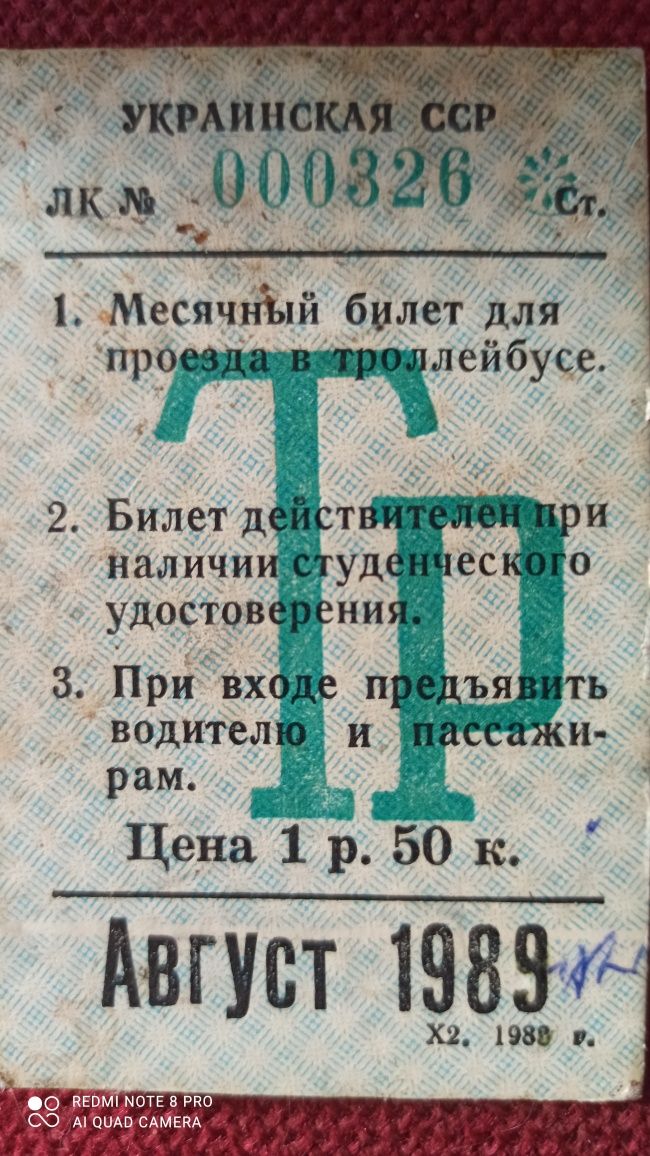 УКРАИНСКАЯ ССР
ЛК № 000326 Ст.
1. Месячный билет для
проезда в троллейбусе.
Тр
2. Билет действителен при
наличии студенческого
удостоверения.
3. При входе предъявить
водителю и пассажи-
рам.
Цена 1 р. 50 к.
Август 1989
Х2. 1988 г.
REDMI NOTE 8 PRO
AI QUAD CAMERA